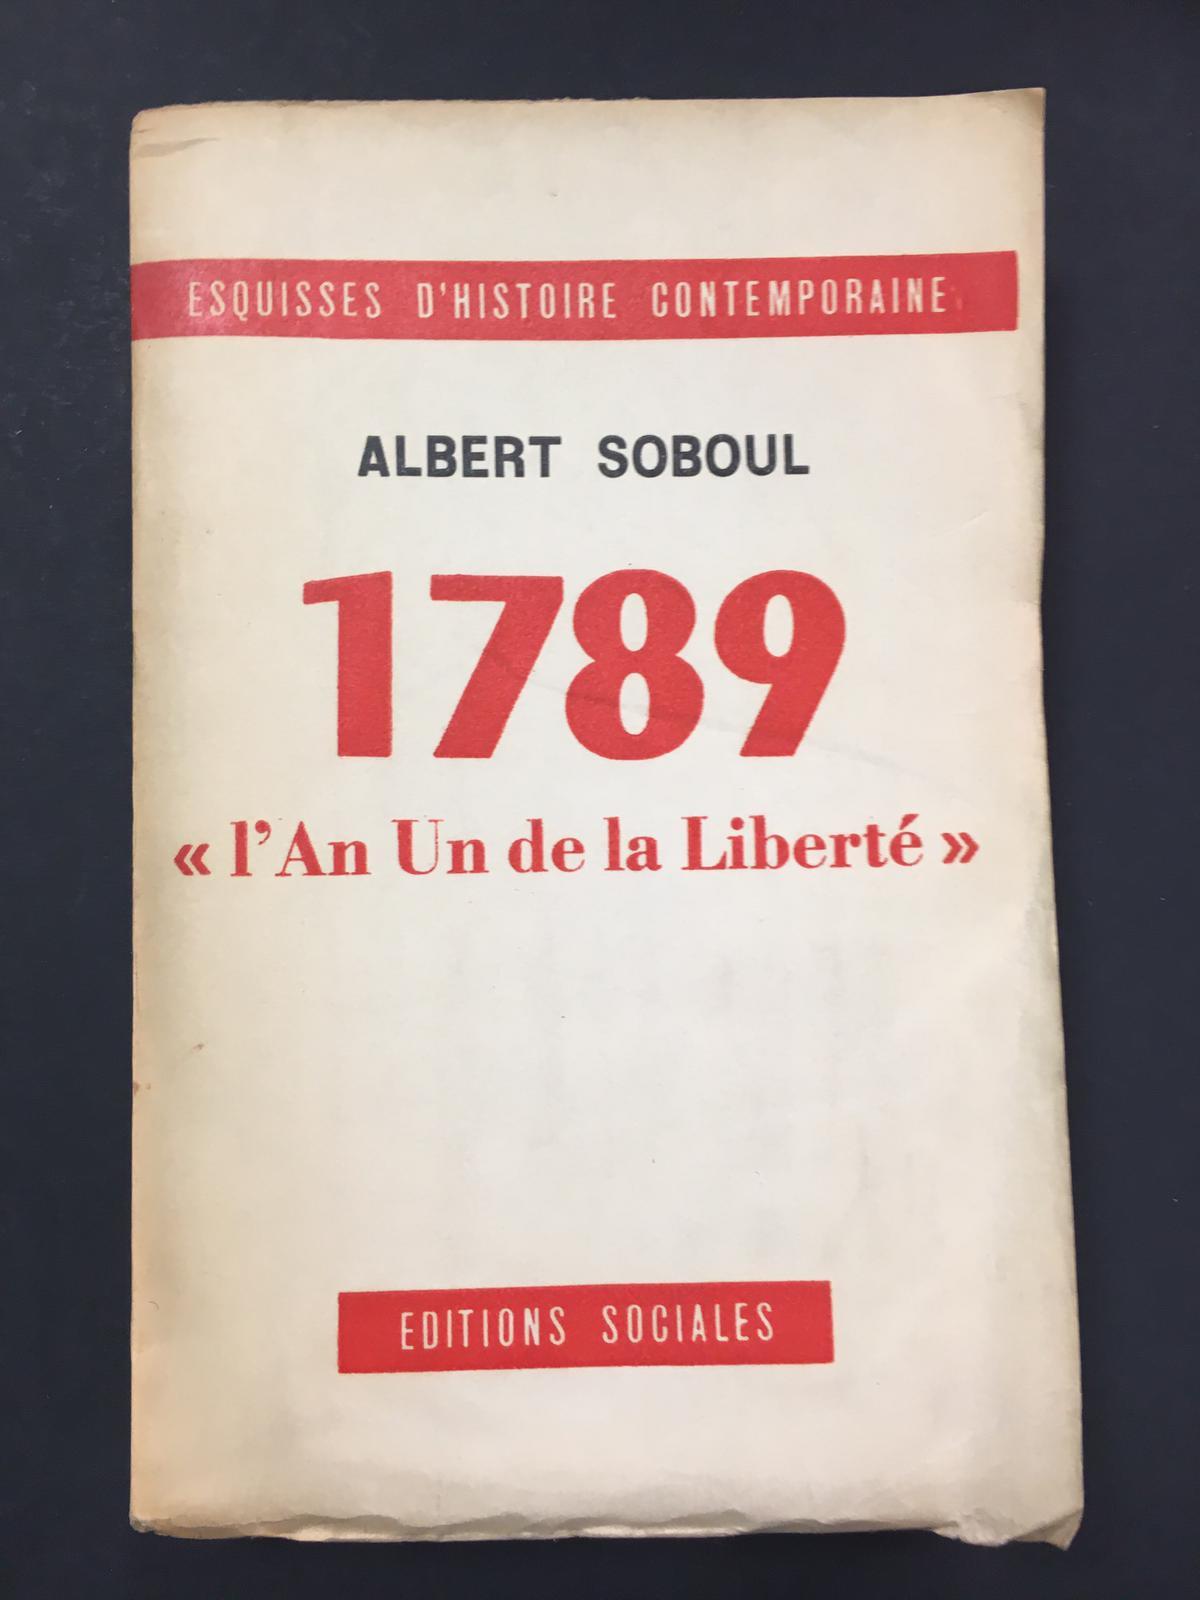 ESQUISSES D'HISTOIRE CONTEMPORAINE
ALBERT SOBOUL
1789
« l'An Un de la Liberté »
EDITIONS SOCIALES